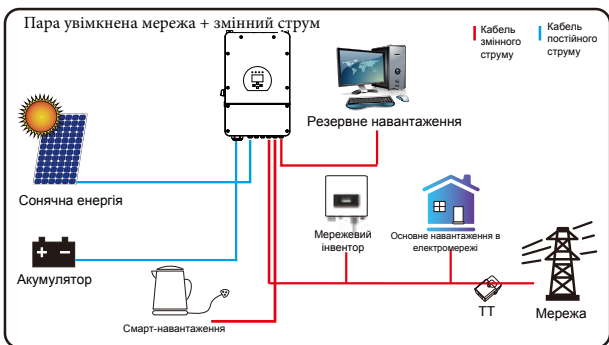 Пара увімкнена мережа + змінний струм
Кабель
змінного
струму
Кабель
постійного
струму
Резервне навантаження
Сонячна енергія
Мережевий
інвентор
Основне навантаження в
електромережі
Акумулятор
Смарт-навантаження
ТТ
Мережа